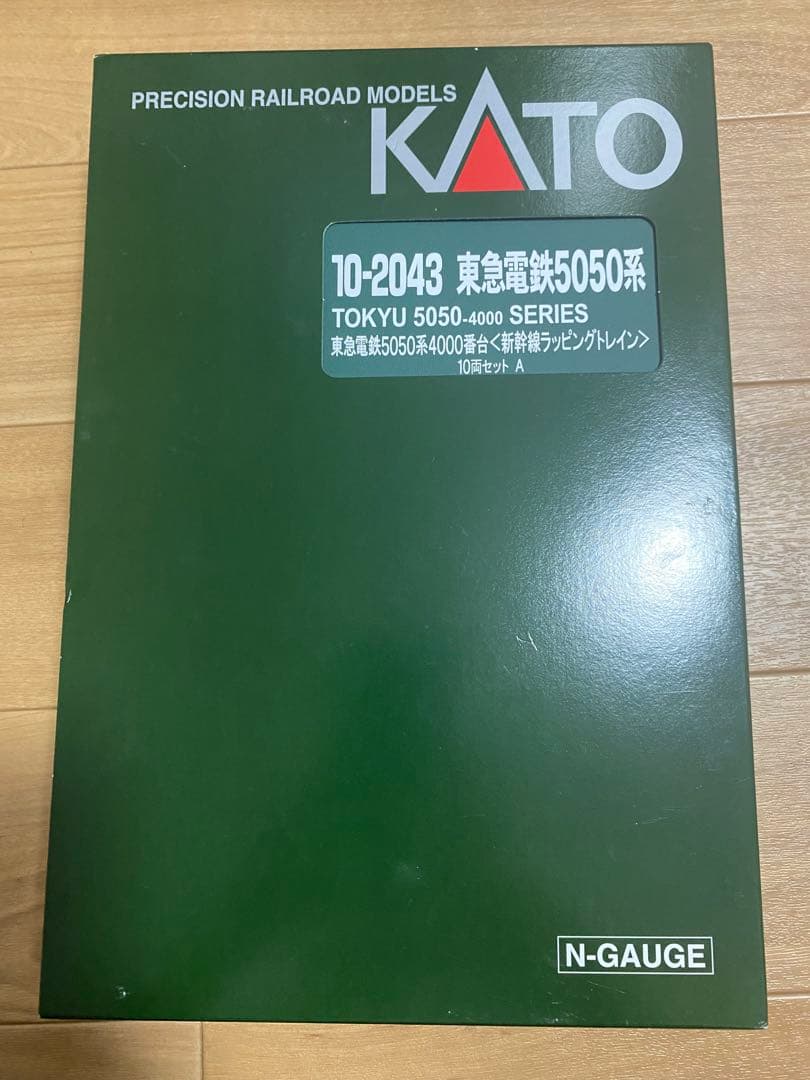 PRECISION RAILROAD MODELS
KATO
10-2043 東急電鉄5050系
TOKYU 5050-4000 SERIES
東急電鉄5050系4000番台<新幹線ラッピングトレイン>
10両セット A
N-GAUGE